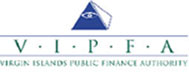 V · I · P · F · A
VIRGIN ISLANDS PUBLIC FINANCE AUTHORITY